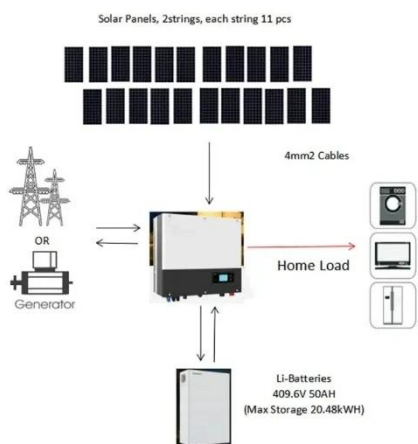 Solar Panels, 2strings, each string 11 pcs
4mm2 Cables
OR
Generator
Home Load
Li-Batteries
409.6V 50AH
(Max Storage 20.48kWH)